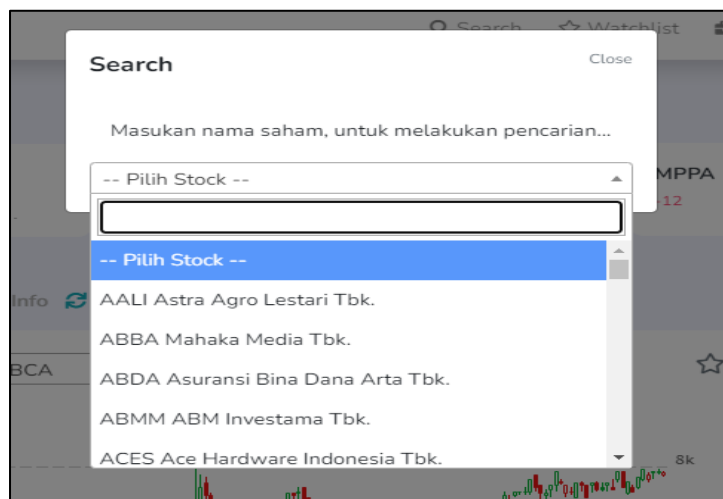 Search Watchlist
Search
Close
Masukan nama saham, untuk melakukan pencarian...
-- Pilih Stock --
MPPA
-12
-- Pilih Stock --
Info
AALI Astra Agro Lestari Tbk.
ABBA Mahaka Media Tbk.
BCA
ABDA Asuransi Bina Dana Arta Tbk.
ABMM ABM Investama Tbk.
ACES Ace Hardware Indonesia Tbk.
8k